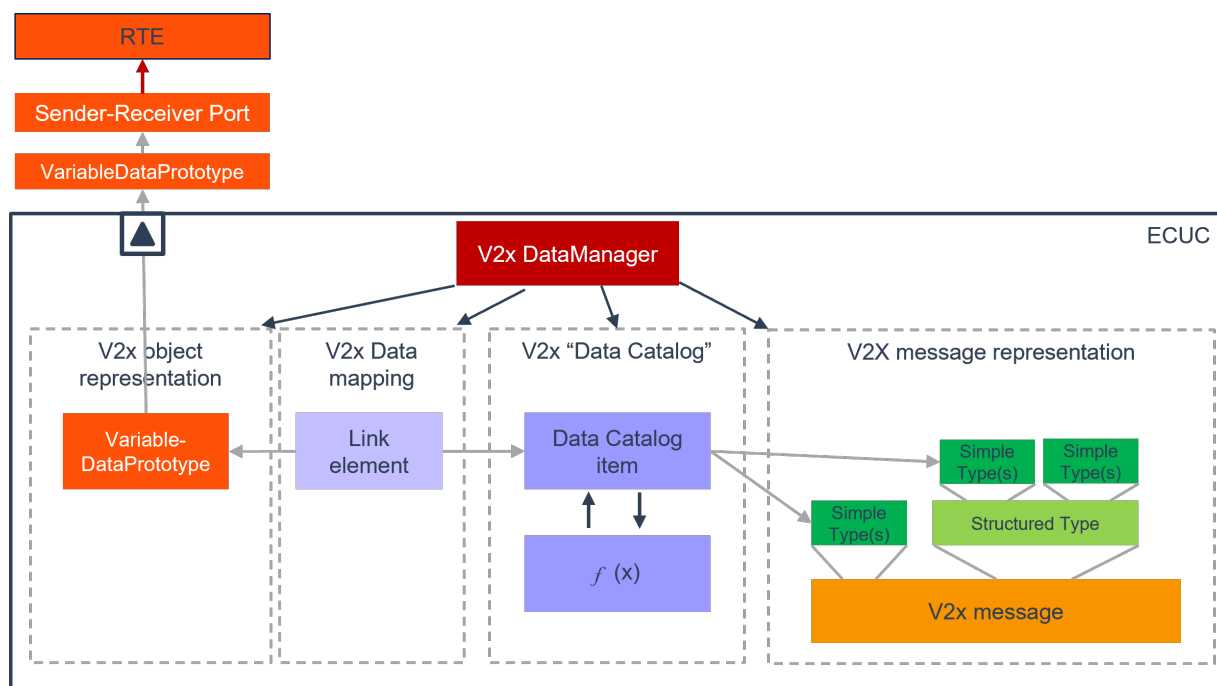 RTE
Sender-Receiver Port
VariableDataPrototype
ECUC
V2x DataManager
V2x object
representation
V2x Data
mapping
V2x “Data Catalog”
V2X message representation
Variable-
DataPrototype
Link
element
Data Catalog
item
Simple
Type(s)
Simple
Type(s)
Simple
Type(s)
Structured Type
𝑓 (x)
V2x message